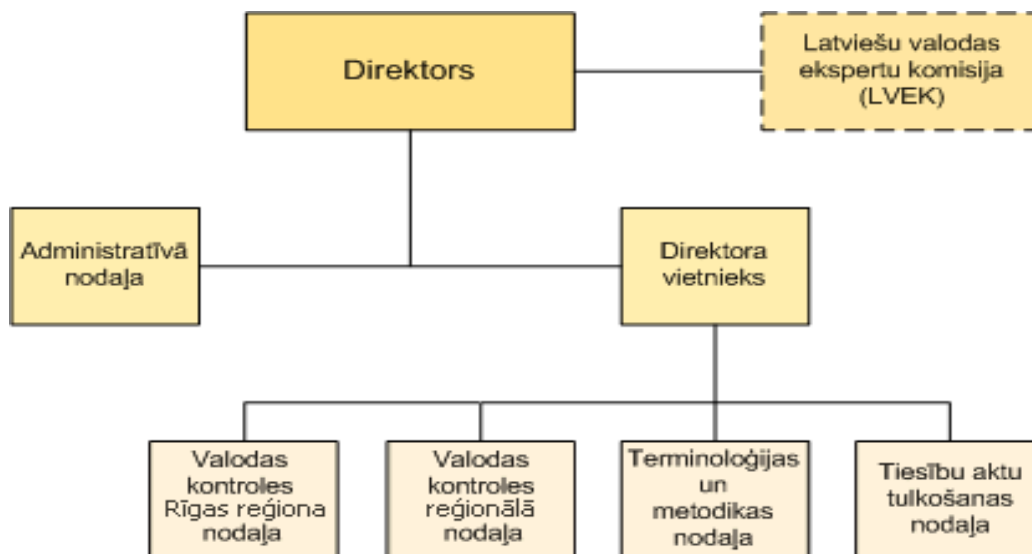 Direktors
Latviešu valodas
ekspertu komisija
(LVEK)
Administratīvā
nodaļa
Direktora
vietnieks
Valodas
kontroles
Rīgas reģiona
nodaļa
Valodas
kontroles
reģionālā
nodaļa
Terminoloģijas
un
metodikas
nodaļa
Tiesību aktu
tulkošanas
nodaļa